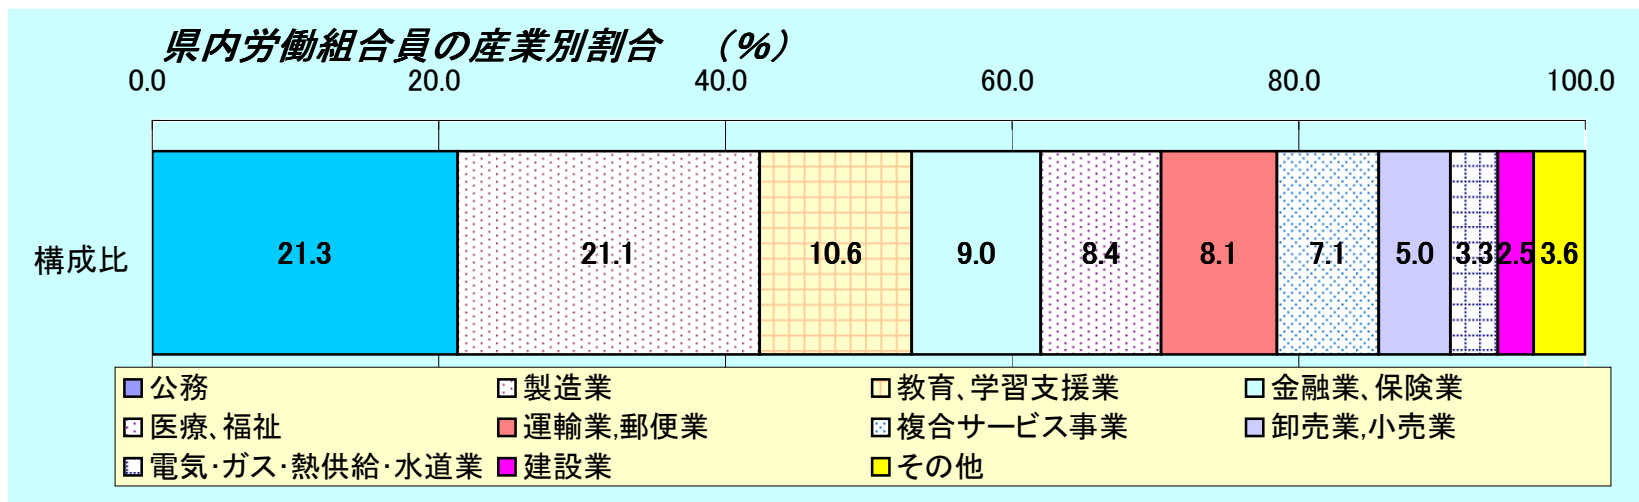 県内労働組合員の産業別割合　（%）
0.0 20.0 40.0 60.0 80.0 100.0
構成比 21.3 21.1 10.6 9.0 8.4 8.1 7.1 5.0 3.3 2.5 3.6
公務 製造業 教育、学習支援業 金融業、保険業
医療、福祉 運輸業,郵便業 複合サービス事業 卸売業,小売業
電気・ガス・熱供給・水道業 建設業 その他